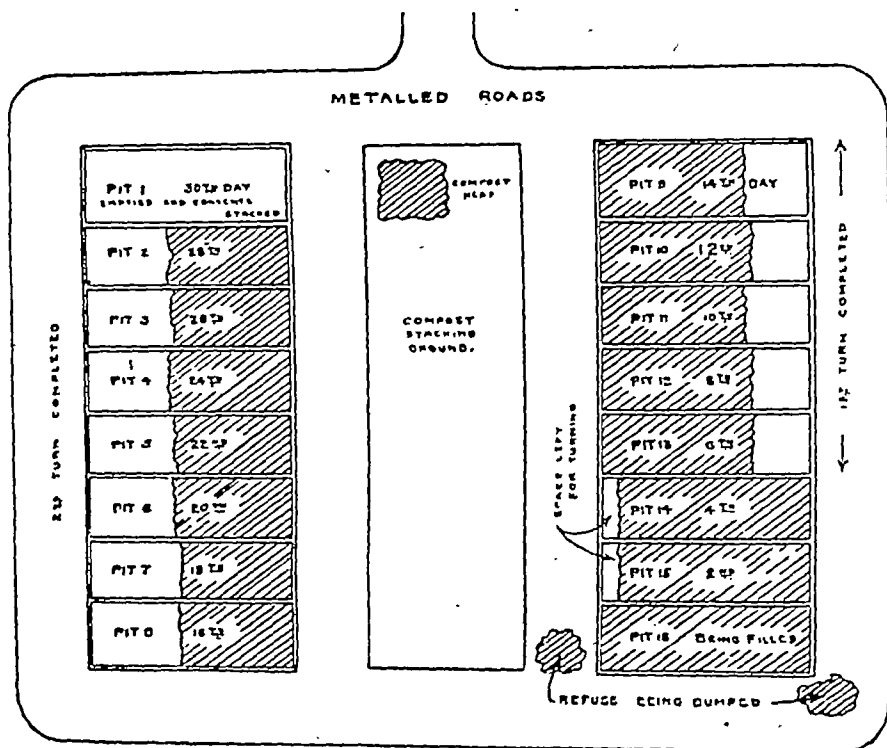 METALLED ROADS
PIT 1 30TH DAY
EMPTIED AND CONTENTS
STACKED
PIT 2 28TH
PIT 3 26TH
PIT 4 24TH
PIT 5 22ND
PIT 6 20TH
PIT 7 18TH
PIT 8 16TH
2ND TURN COMPLETED
COMPOST
HEAP
COMPOST
STACKING
GROUND.
SPACE LEFT
FOR TURNING
PIT 9 14TH DAY
PIT 10 12TH
PIT 11 10TH
PIT 12 8TH
PIT 13 6TH
PIT 14 4TH
PIT 15 2ND
PIT 16 BEING FILLED
1ST TURN COMPLETED
REFUSE BEING DUMPED